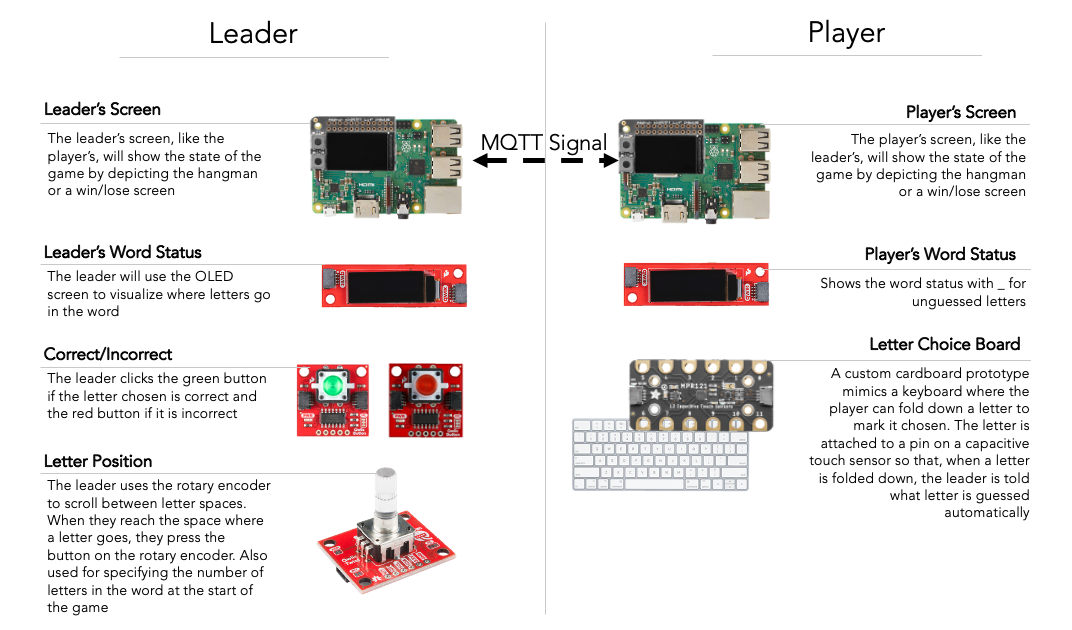 Leader
Player
Leader's Screen
The leader's screen, like the
player's, will show the state of the
game by depicting the hangman
or a win/lose screen
MQTT Signal
Player's Screen
The player's screen, like the
leader's, will show the state of the
game by depicting the hangman
or a win/lose screen
Leader's Word Status
The leader will use the OLED
screen to visualize where letters go
in the word
Player's Word Status
Shows the word status with _ for
unguessed letters
Correct/Incorrect
The leader clicks the green button
if the letter chosen is correct and
the red button if it is incorrect
Letter Choice Board
A custom cardboard prototype
mimics a keyboard where the
player can fold down a letter to
mark it chosen. The letter is
attached to a pin on a capacitive
touch sensor so that, when a letter
is folded down, the leader is told
what letter is guessed
automatically
MPR121
12 Capacitive Touch Sensors
Letter Position
The leader uses the rotary encoder
to scroll between letter spaces.
When they reach the space where
a letter goes, they press the
button on the rotary encoder. Also
used for specifying the number of
letters in the word at the start of
the game